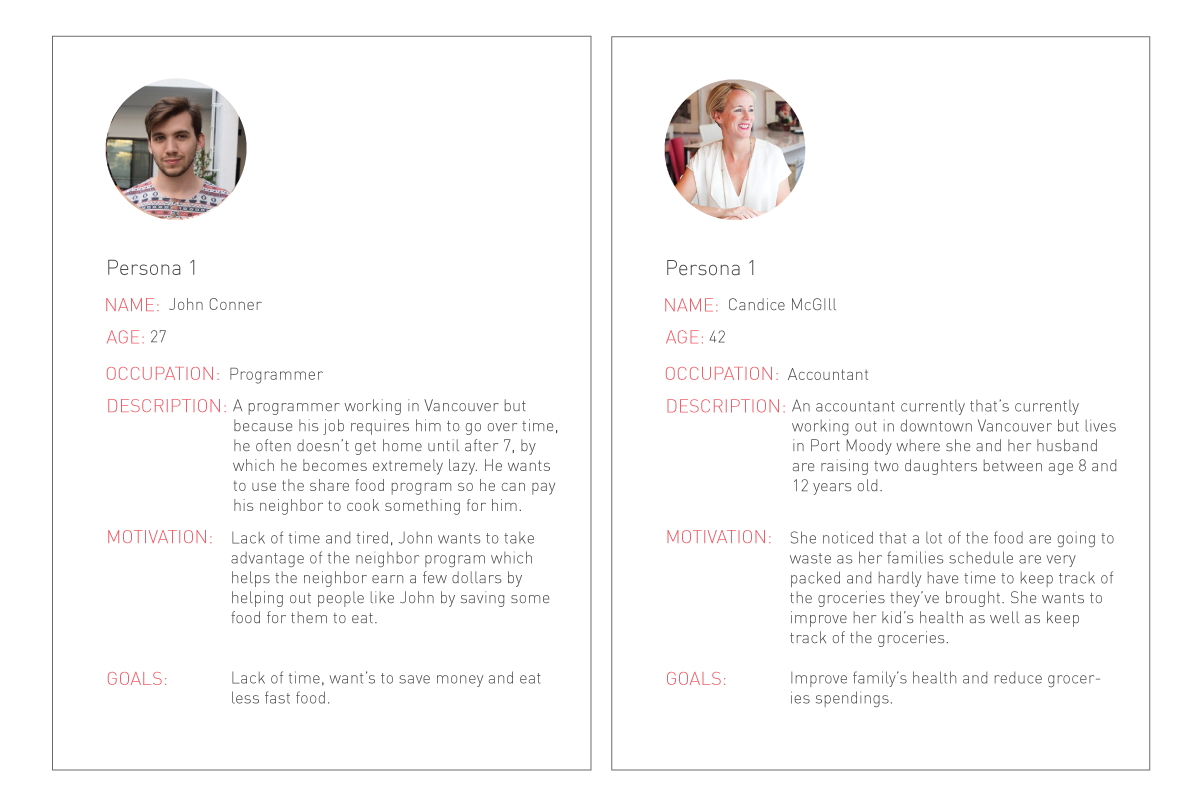 Persona 1
NAME: John Conner
AGE: 27
OCCUPATION: Programmer
DESCRIPTION: A programmer working in Vancouver but
because his job requires him to go over time,
he often doesn't get home until after 7, by
which he becomes extremely lazy. He wants
to use the share food program so he can pay
his neighbor to cook something for him.
MOTIVATION: Lack of time and tired, John wants to take
advantage of the neighbor program which
helps the neighbor earn a few dollars by
helping out people like John by saving some
food for them to eat.
GOALS: Lack of time, want's to save money and eat
less fast food.
Persona 1
NAME: Candice McGIll
AGE: 42
OCCUPATION: Accountant
DESCRIPTION: An accountant currently that's currently
working out in downtown Vancouver but lives
in Port Moody where she and her husband
are raising two daughters between age 8 and
12 years old.
MOTIVATION: She noticed that a lot of the food are going to
waste as her families schedule are very
packed and hardly have time to keep track of
the groceries they've brought. She wants to
improve her kid's health as well as keep
track of the groceries.
GOALS: Improve family's health and reduce grocer-
ies spendings.